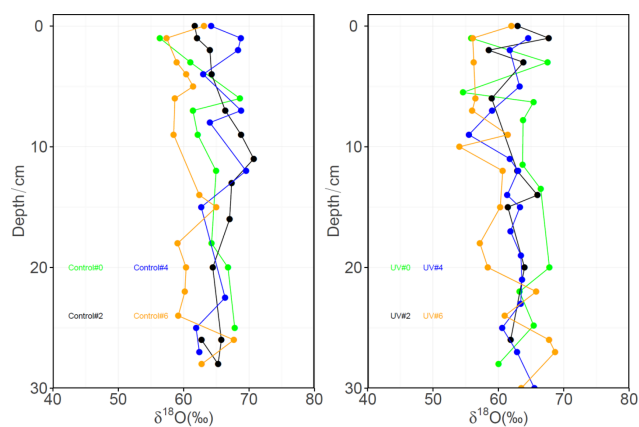 0
10
20
30
Depth/cm
Control#0 Control#4
Control#2 Control#6
40 50 60 70 80
δ¹⁸O(‰)
0
10
20
30
Depth/cm
UV#0 UV#4
UV#2 UV#6
40 50 60 70 80
δ¹⁸O(‰)